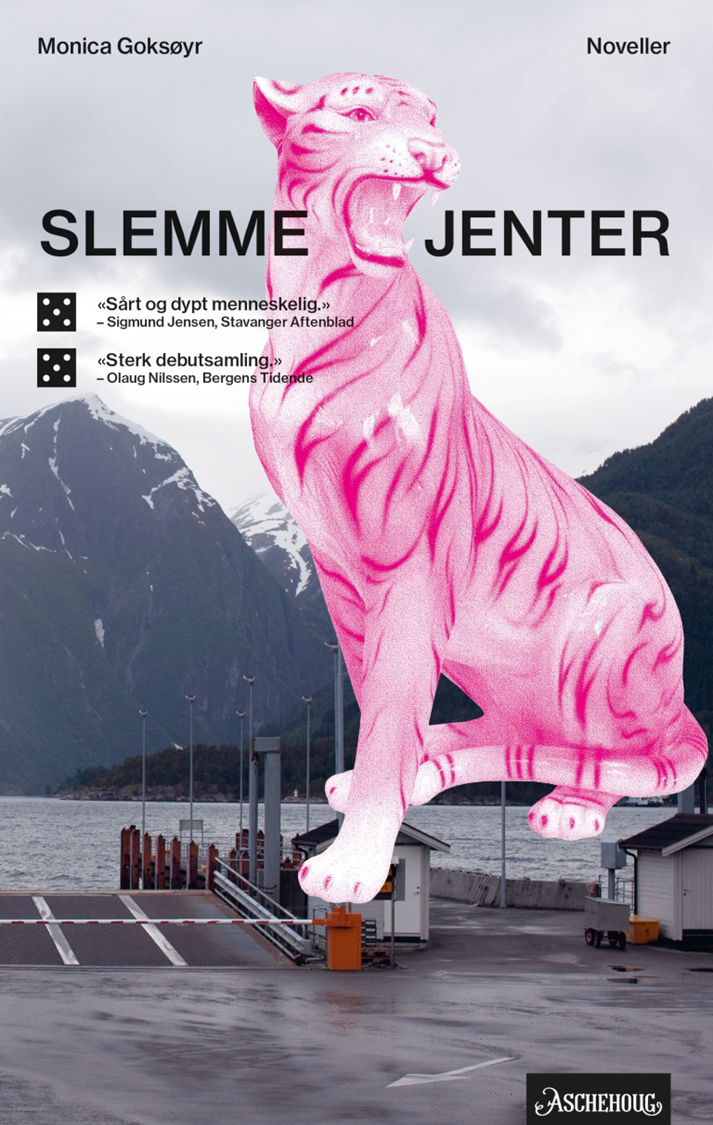 Monica Goksøyr
Noveller
SLEMME JENTER
«Sårt og dypt menneskelig.»
– Sigmund Jensen, Stavanger Aftenblad
«Sterk debutsamling.»
– Olaug Nilssen, Bergens Tidende
ASCHEHOUG